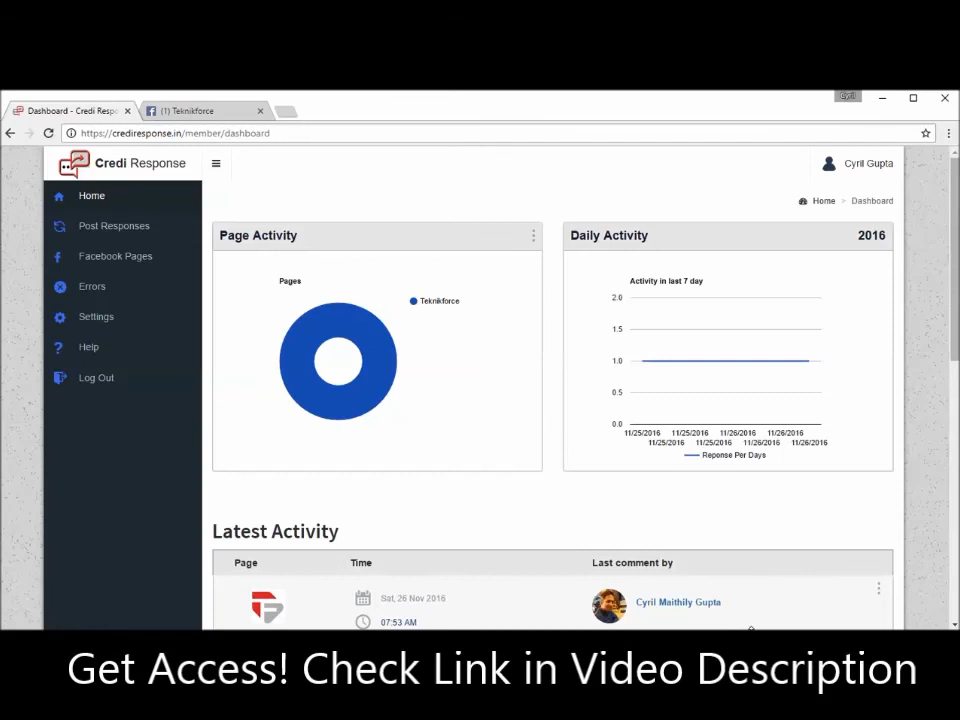 Cyril
Dashboard - Credi Respo
(1) Teknikforce
https://crediresponse.in/member/dashboard
Credi Response
Cyril Gupta
Home
Post Responses
Facebook Pages
Errors
Settings
Help
Log Out
Home > Dashboard
Page Activity
Pages
Teknikforce
Daily Activity 2016
Activity in last 7 day
2.0
1.5
1.0
0.5
0.0
11/25/2016 11/25/2016 11/26/2016 11/26/2016
11/25/2016 11/25/2016 11/26/2016 11/26/2016
Reponse Per Days
Latest Activity
Page Time Last comment by
Sat, 26 Nov 2016
07:53 AM
Cyril Maithily Gupta
Get Access! Check Link in Video Description